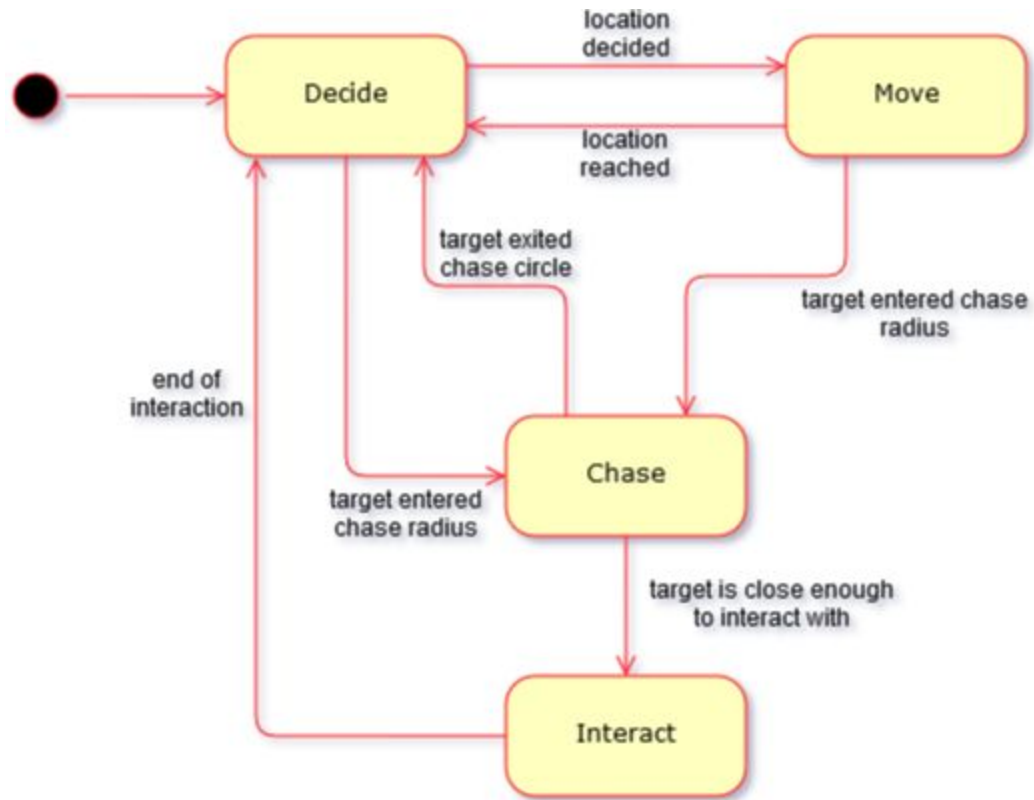 location
decided
Decide
Move
location
reached
target exited
chase circle
target entered chase
radius
end of
interaction
Chase
target entered
chase radius
target is close enough
to interact with
Interact